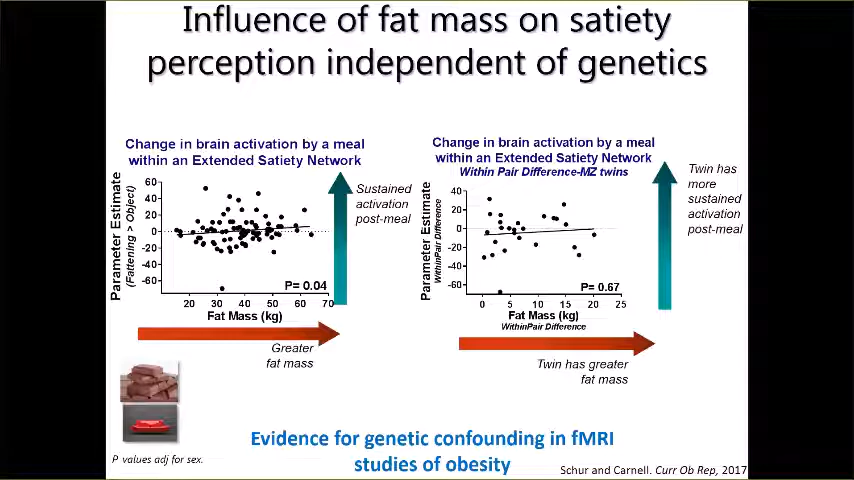 Influence of fat mass on satiety
perception independent of genetics
Change in brain activation by a meal
within an Extended Satiety Network
Parameter Estimate
(Fattening > Object)
60
40
20
0
-20
-40
-60
P= 0.04
20
30
40
50
60
70
Fat Mass (kg)
Sustained
activation
post-meal
Greater
fat mass
Change in brain activation by a meal
within an Extended Satiety Network
Within Pair Difference-MZ twins
Parameter Estimate
WithinPair Difference
40
20
0
-20
-40
-60
P= 0.67
0
5
10
15
20
25
Fat Mass (kg)
WithinPair Difference
Twin has
more
sustained
activation
post-meal
Twin has greater
fat mass
Evidence for genetic confounding in fMRI
studies of obesity
P values adj for sex.
Schur and Carnell. Curr Ob Rep, 2017